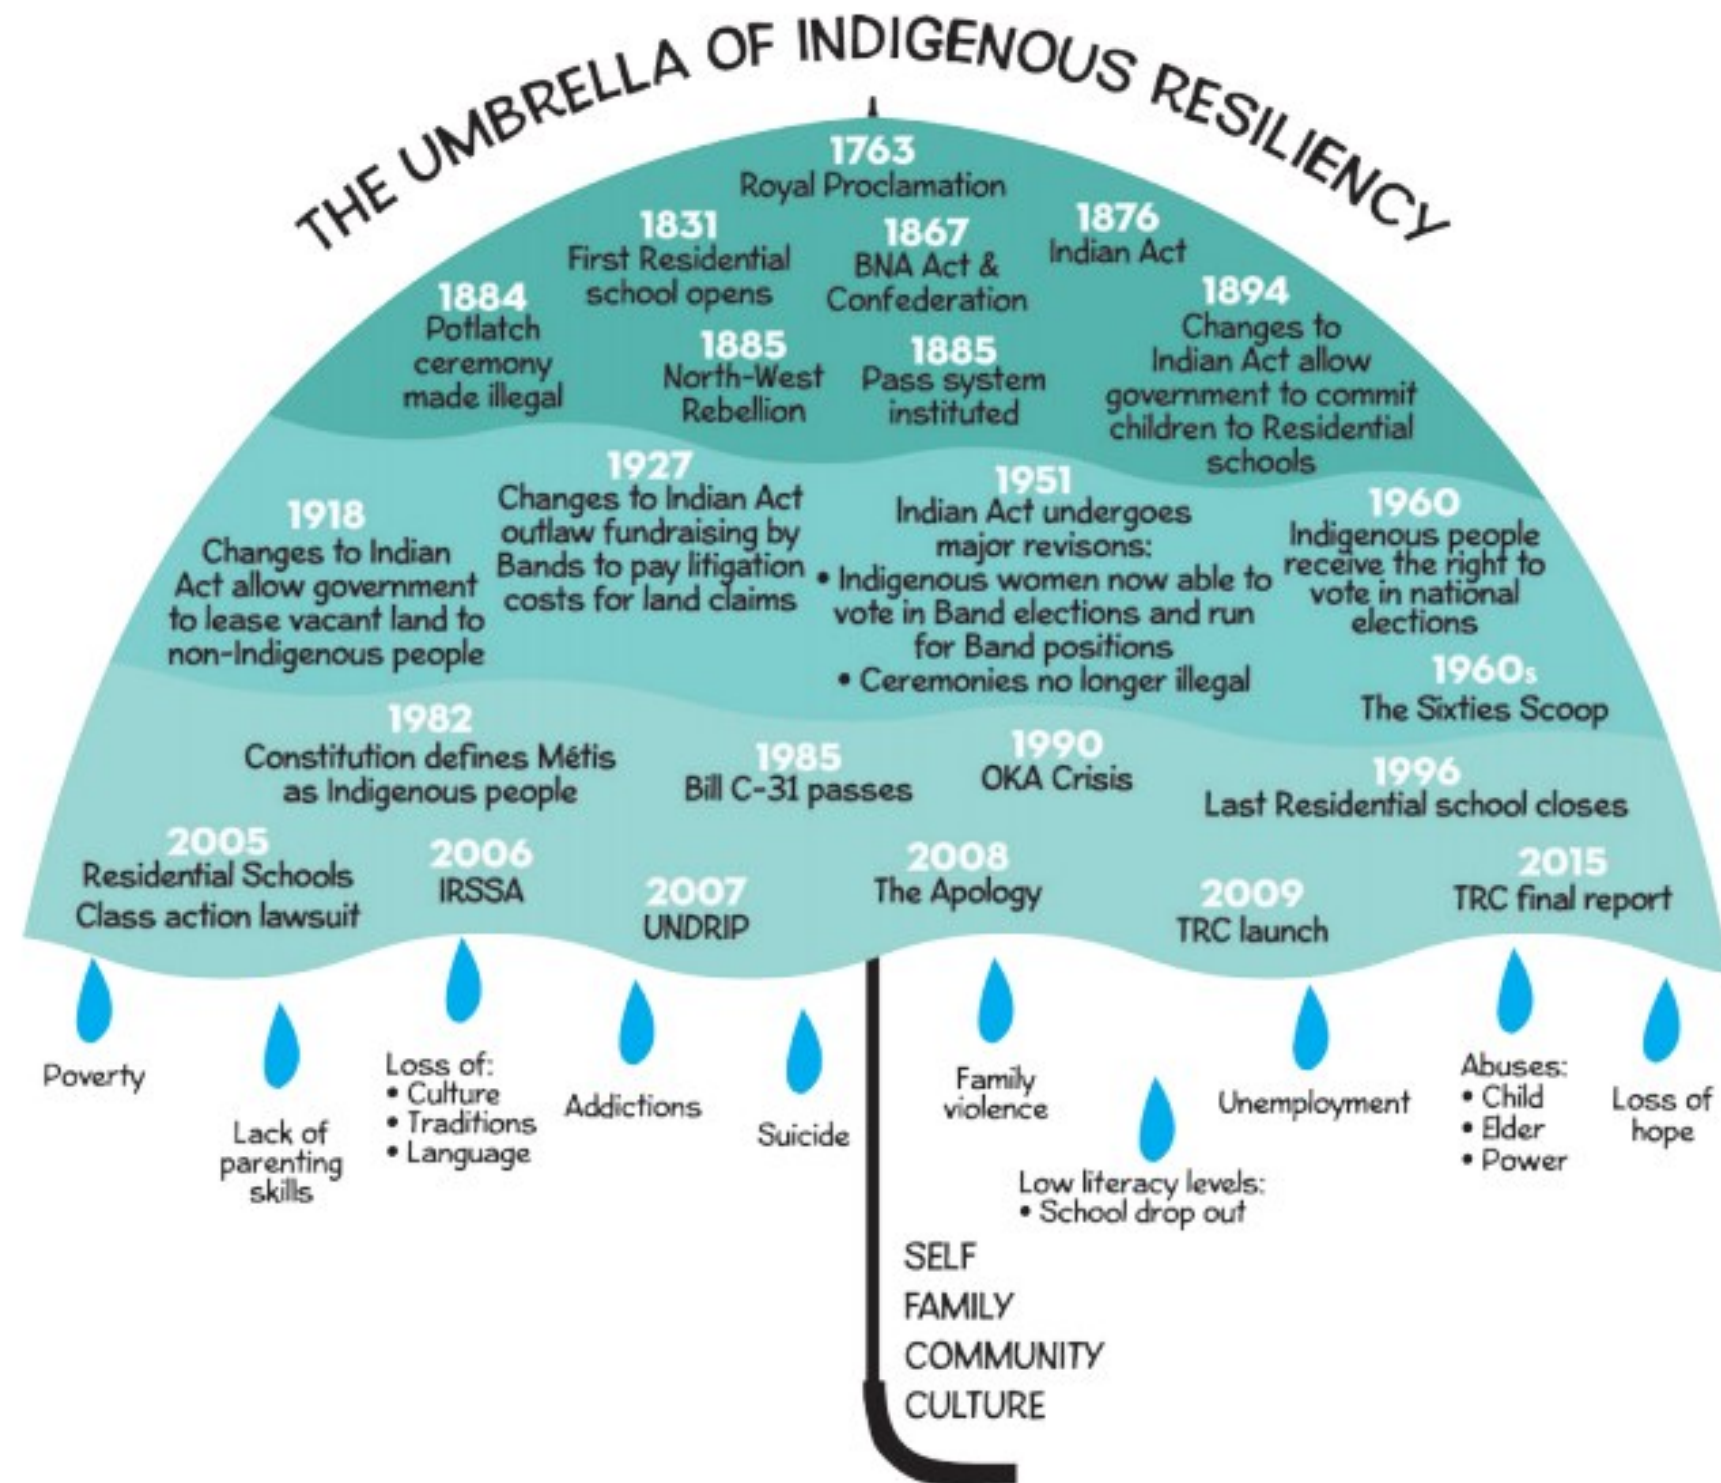 THE UMBRELLA OF INDIGENOUS RESILIENCY
1763
Royal Proclamation
1831
First Residential
school opens
1867
BNA Act &
Confederation
1876
Indian Act
1884
Potlatch
ceremony
made illegal
1885
North-West
Rebellion
1885
Pass system
instituted
1894
Changes to
Indian Act allow
government to commit
children to Residential
schools
1918
Changes to Indian
Act allow government
to lease vacant land to
non-Indigenous people
1927
Changes to Indian Act
outlaw fundraising by
Bands to pay litigation
costs for land claims
1951
Indian Act undergoes
major revisons:
• Indigenous women now able to
vote in Band elections and run
for Band positions
• Ceremonies no longer illegal
1960
Indigenous people
receive the right to
vote in national
elections
1960s
The Sixties Scoop
1982
Constitution defines Métis
as Indigenous people
1985
Bill C-31 passes
1990
OKA Crisis
1996
Last Residential school closes
2005
Residential Schools
Class action lawsuit
2006
IRSSA
2007
UNDRIP
2008
The Apology
2009
TRC launch
2015
TRC final report
Poverty
Lack of
parenting
skills
Loss of:
• Culture
• Traditions
• Language
Addictions
Suicide
Family
violence
Low literacy levels:
• School drop out
Unemployment
Abuses:
• Child
• Elder
• Power
Loss of
hope
SELF
FAMILY
COMMUNITY
CULTURE